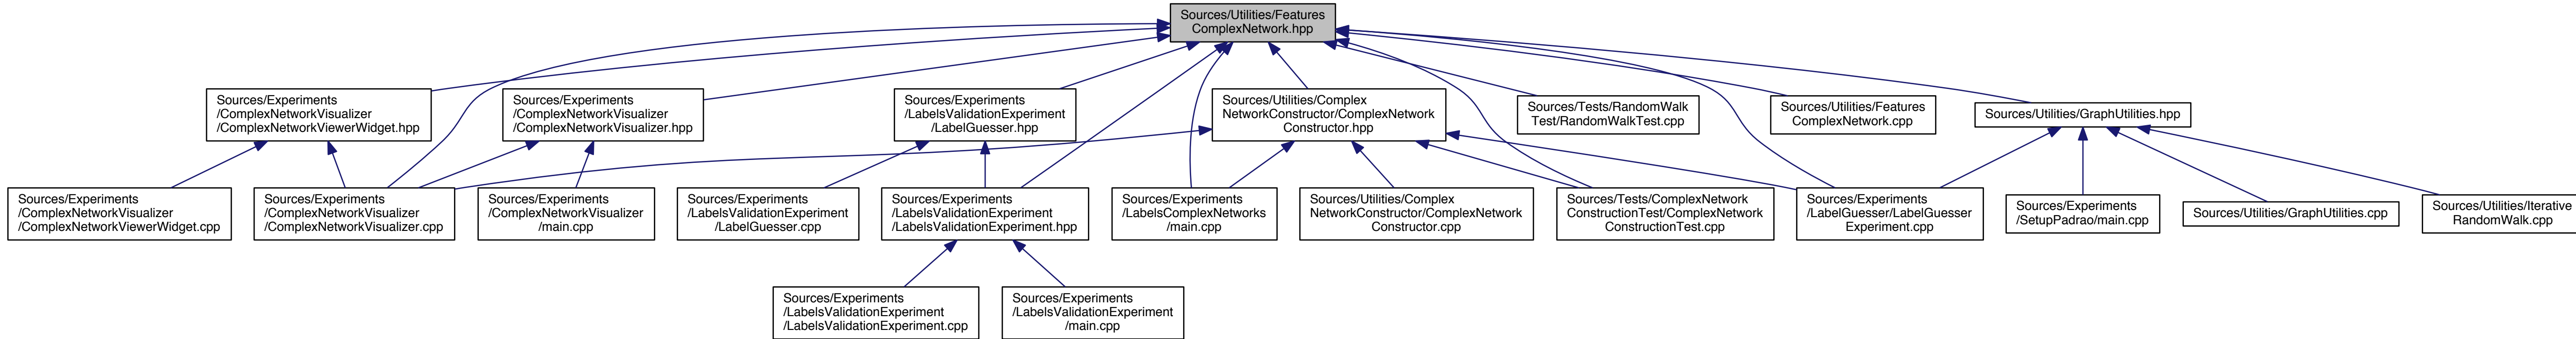 Sources/Utilities/Features
ComplexNetwork.hpp
Sources/Experiments
/ComplexNetworkVisualizer
/ComplexNetworkViewerWidget.hpp
Sources/Experiments
/ComplexNetworkVisualizer
/ComplexNetworkVisualizer.hpp
Sources/Experiments
/LabelsValidationExperiment
/LabelGuesser.hpp
Sources/Utilities/Complex
NetworkConstructor/ComplexNetwork
Constructor.hpp
Sources/Tests/RandomWalk
Test/RandomWalkTest.cpp
Sources/Utilities/Features
ComplexNetwork.cpp
Sources/Utilities/GraphUtilities.hpp
Sources/Experiments
/ComplexNetworkVisualizer
/ComplexNetworkViewerWidget.cpp
Sources/Experiments
/ComplexNetworkVisualizer
/ComplexNetworkVisualizer.cpp
Sources/Experiments
/ComplexNetworkVisualizer
/main.cpp
Sources/Experiments
/LabelsValidationExperiment
/LabelGuesser.cpp
Sources/Experiments
/LabelsValidationExperiment
/LabelsValidationExperiment.hpp
Sources/Experiments
/LabelsComplexNetworks
/main.cpp
Sources/Utilities/Complex
NetworkConstructor/ComplexNetwork
Constructor.cpp
Sources/Tests/ComplexNetwork
ConstructionTest/ComplexNetwork
ConstructionTest.cpp
Sources/Experiments
/LabelGuesser/LabelGuesser
Experiment.cpp
Sources/Experiments
/SetupPadrao/main.cpp
Sources/Utilities/GraphUtilities.cpp
Sources/Utilities/Iterative
RandomWalk.cpp
Sources/Experiments
/LabelsValidationExperiment
/LabelsValidationExperiment.cpp
Sources/Experiments
/LabelsValidationExperiment
/main.cpp